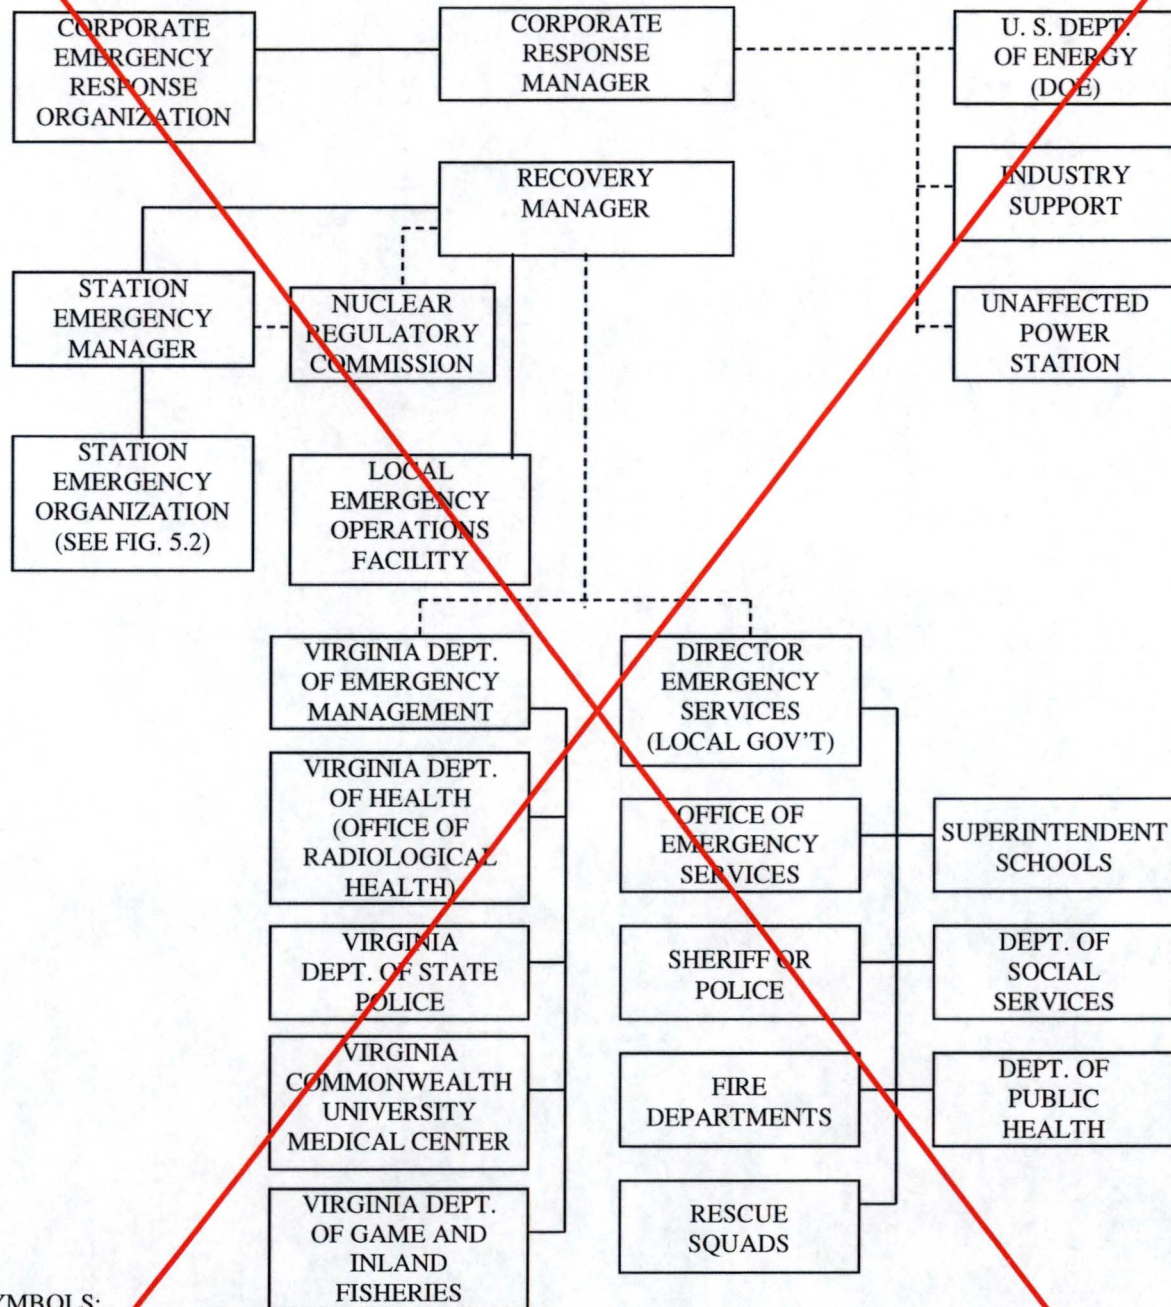 CORPORATE
EMERGENCY
RESPONSE
ORGANIZATION
CORPORATE
RESPONSE
MANAGER
U. S. DEPT.
OF ENERGY
(DOE)
RECOVERY
MANAGER
INDUSTRY
SUPPORT
STATION
EMERGENCY
MANAGER
NUCLEAR
REGULATORY
COMMISSION
UNAFFECTED
POWER
STATION
STATION
EMERGENCY
ORGANIZATION
(SEE FIG. 5.2)
LOCAL
EMERGENCY
OPERATIONS
FACILITY
VIRGINIA DEPT.
OF EMERGENCY
MANAGEMENT
DIRECTOR
EMERGENCY
SERVICES
(LOCAL GOV'T)
VIRGINIA DEPT.
OF HEALTH
(OFFICE OF
RADIOLOGICAL
HEALTH)
OFFICE OF
EMERGENCY
SERVICES
SUPERINTENDENT
SCHOOLS
VIRGINIA
DEPT. OF STATE
POLICE
SHERIFF OR
POLICE
DEPT. OF
SOCIAL
SERVICES
VIRGINIA
COMMONWEALTH
UNIVERSITY
MEDICAL CENTER
FIRE
DEPARTMENTS
DEPT. OF
PUBLIC
HEALTH
VIRGINIA DEPT.
OF GAME AND
INLAND
FISHERIES
RESCUE
SQUADS
YMBOLS: